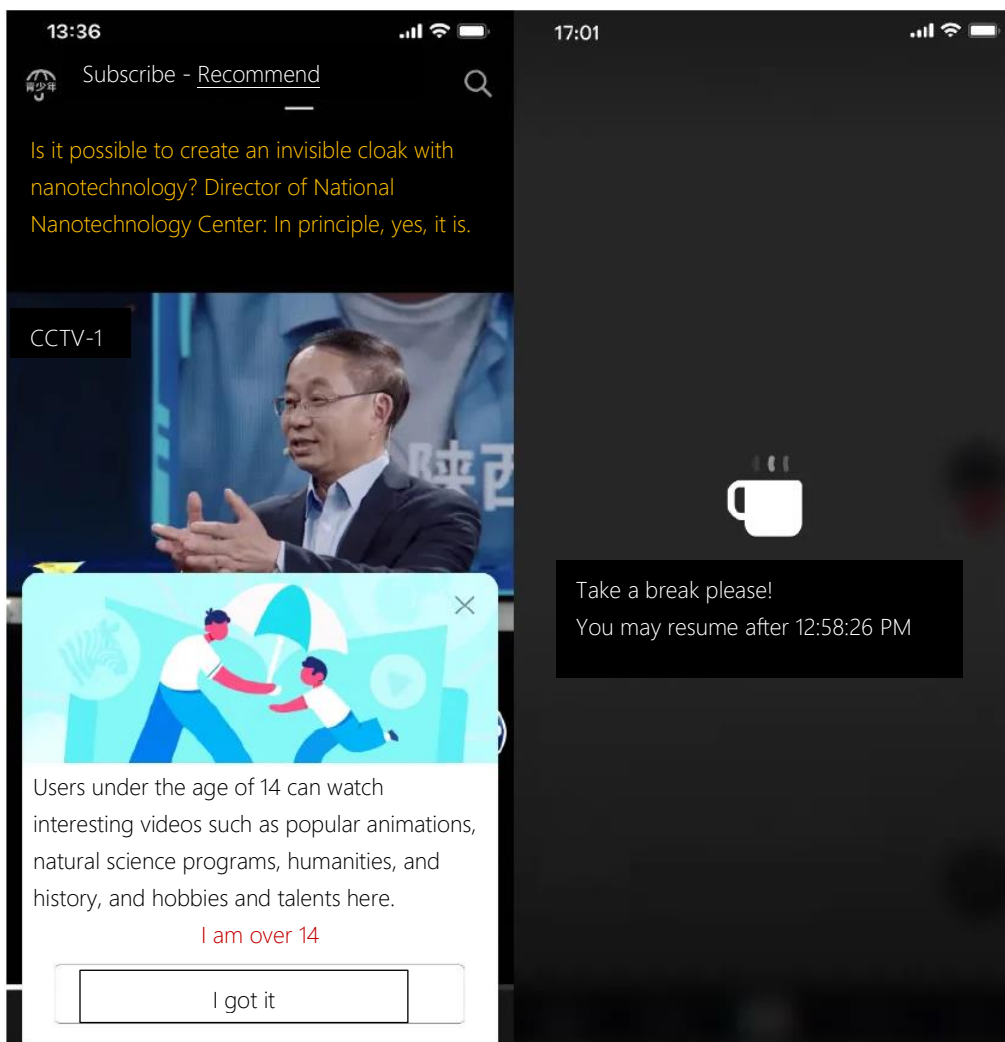 13:36
青少年
Subscribe - Recommend
Is it possible to create an invisible cloak with
nanotechnology? Director of National
Nanotechnology Center: In principle, yes, it is.
CCTV-1
陕西
Users under the age of 14 can watch
interesting videos such as popular animations,
natural science programs, humanities, and
history, and hobbies and talents here.
I am over 14
I got it
17:01
Take a break please!
You may resume after 12:58:26 PM